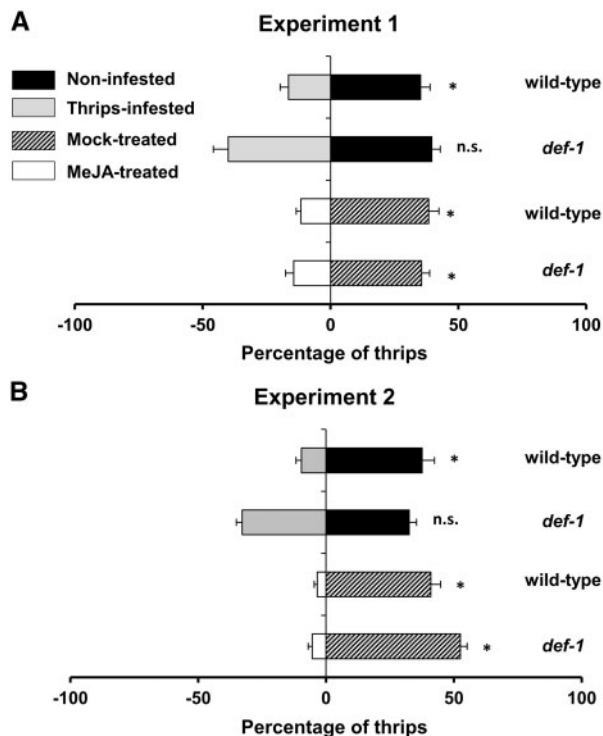 A
Experiment 1
Non-infested
Thrips-infested
Mock-treated
MeJA-treated
* wild-type
n.s. def-1
* wild-type
* def-1
-100 -50 0 50 100
Percentage of thrips
B
Experiment 2
* wild-type
n.s. def-1
* wild-type
* def-1
-100 -50 0 50 100
Percentage of thrips